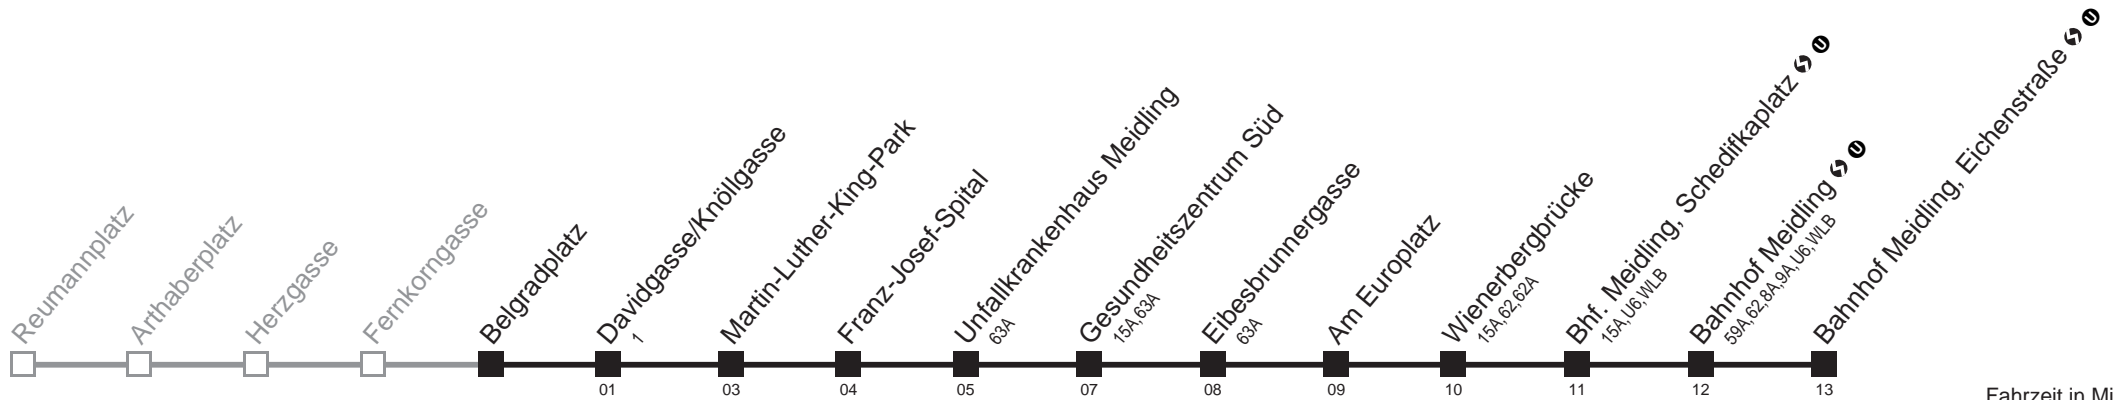 Reumannplatz
Arthaberplatz
Herzgasse
Fernkorngasse
Belgradplatz
Davidgasse/Knöllgasse
1
Martin-Luther-King-Park
Franz-Josef-Spital
Unfallkrankenhaus Meidling
63A
Gesundheitszentrum Süd
15A,63A
Eibesbrunnergasse
63A
Am Europlatz
Wienerbergbrücke
15A,62,62A
Bhf. Meidling, Schedifkaplatz S U
15A,U6,WLB
Bahnhof Meidling S U
59A,62,8A,9A,U6,WLB
Bahnhof Meidling, Eichenstraße S U
01 03 04 05 07 08 09 10 11 12 13
Fahrzeit in Mi